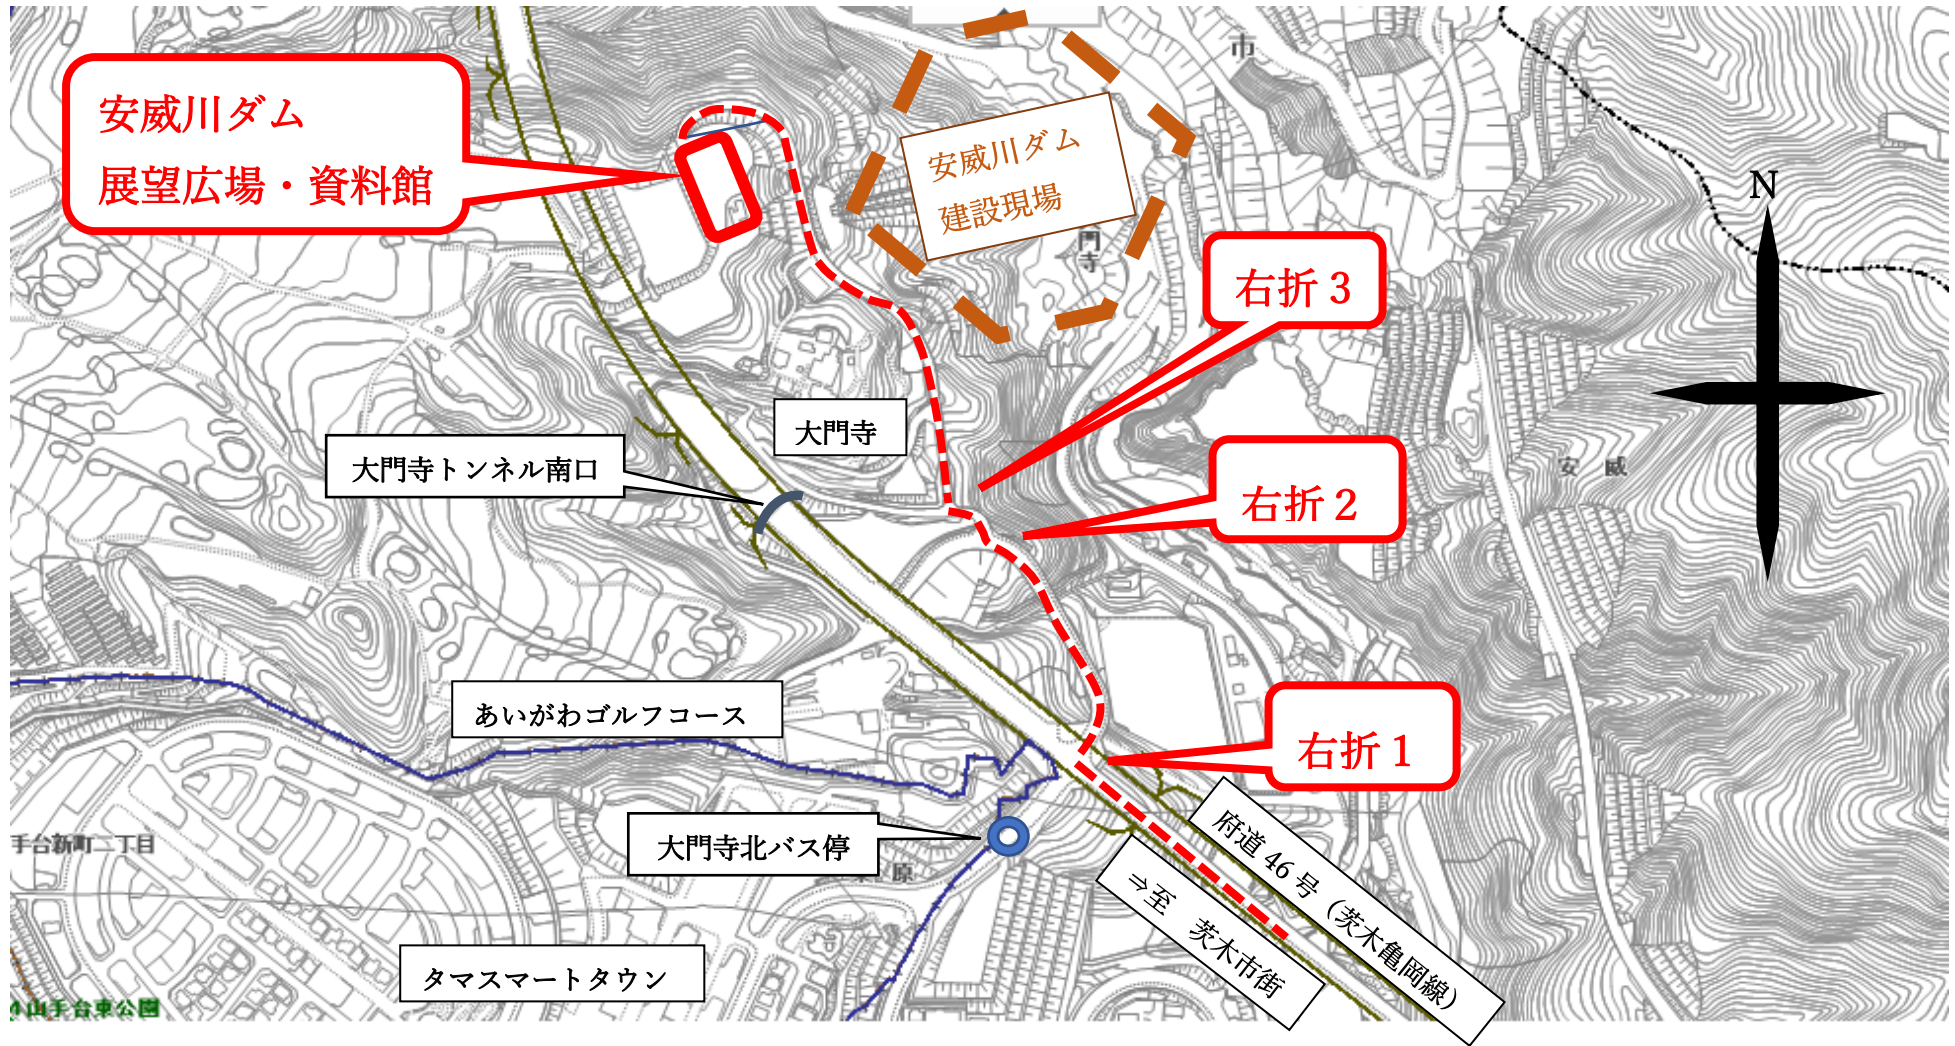 市
安威川ダム
展望広場・資料館
安威川ダム
建設現場
N
門
寺
右折3
大門寺
大門寺トンネル南口
右折2
安 威
あいがわゴルフコース
右折1
府道46号(茨木亀岡線)
大門寺北バス停
原
手台新町二丁目
⇒至 茨木市街
タマスマートタウン
山手台東公園